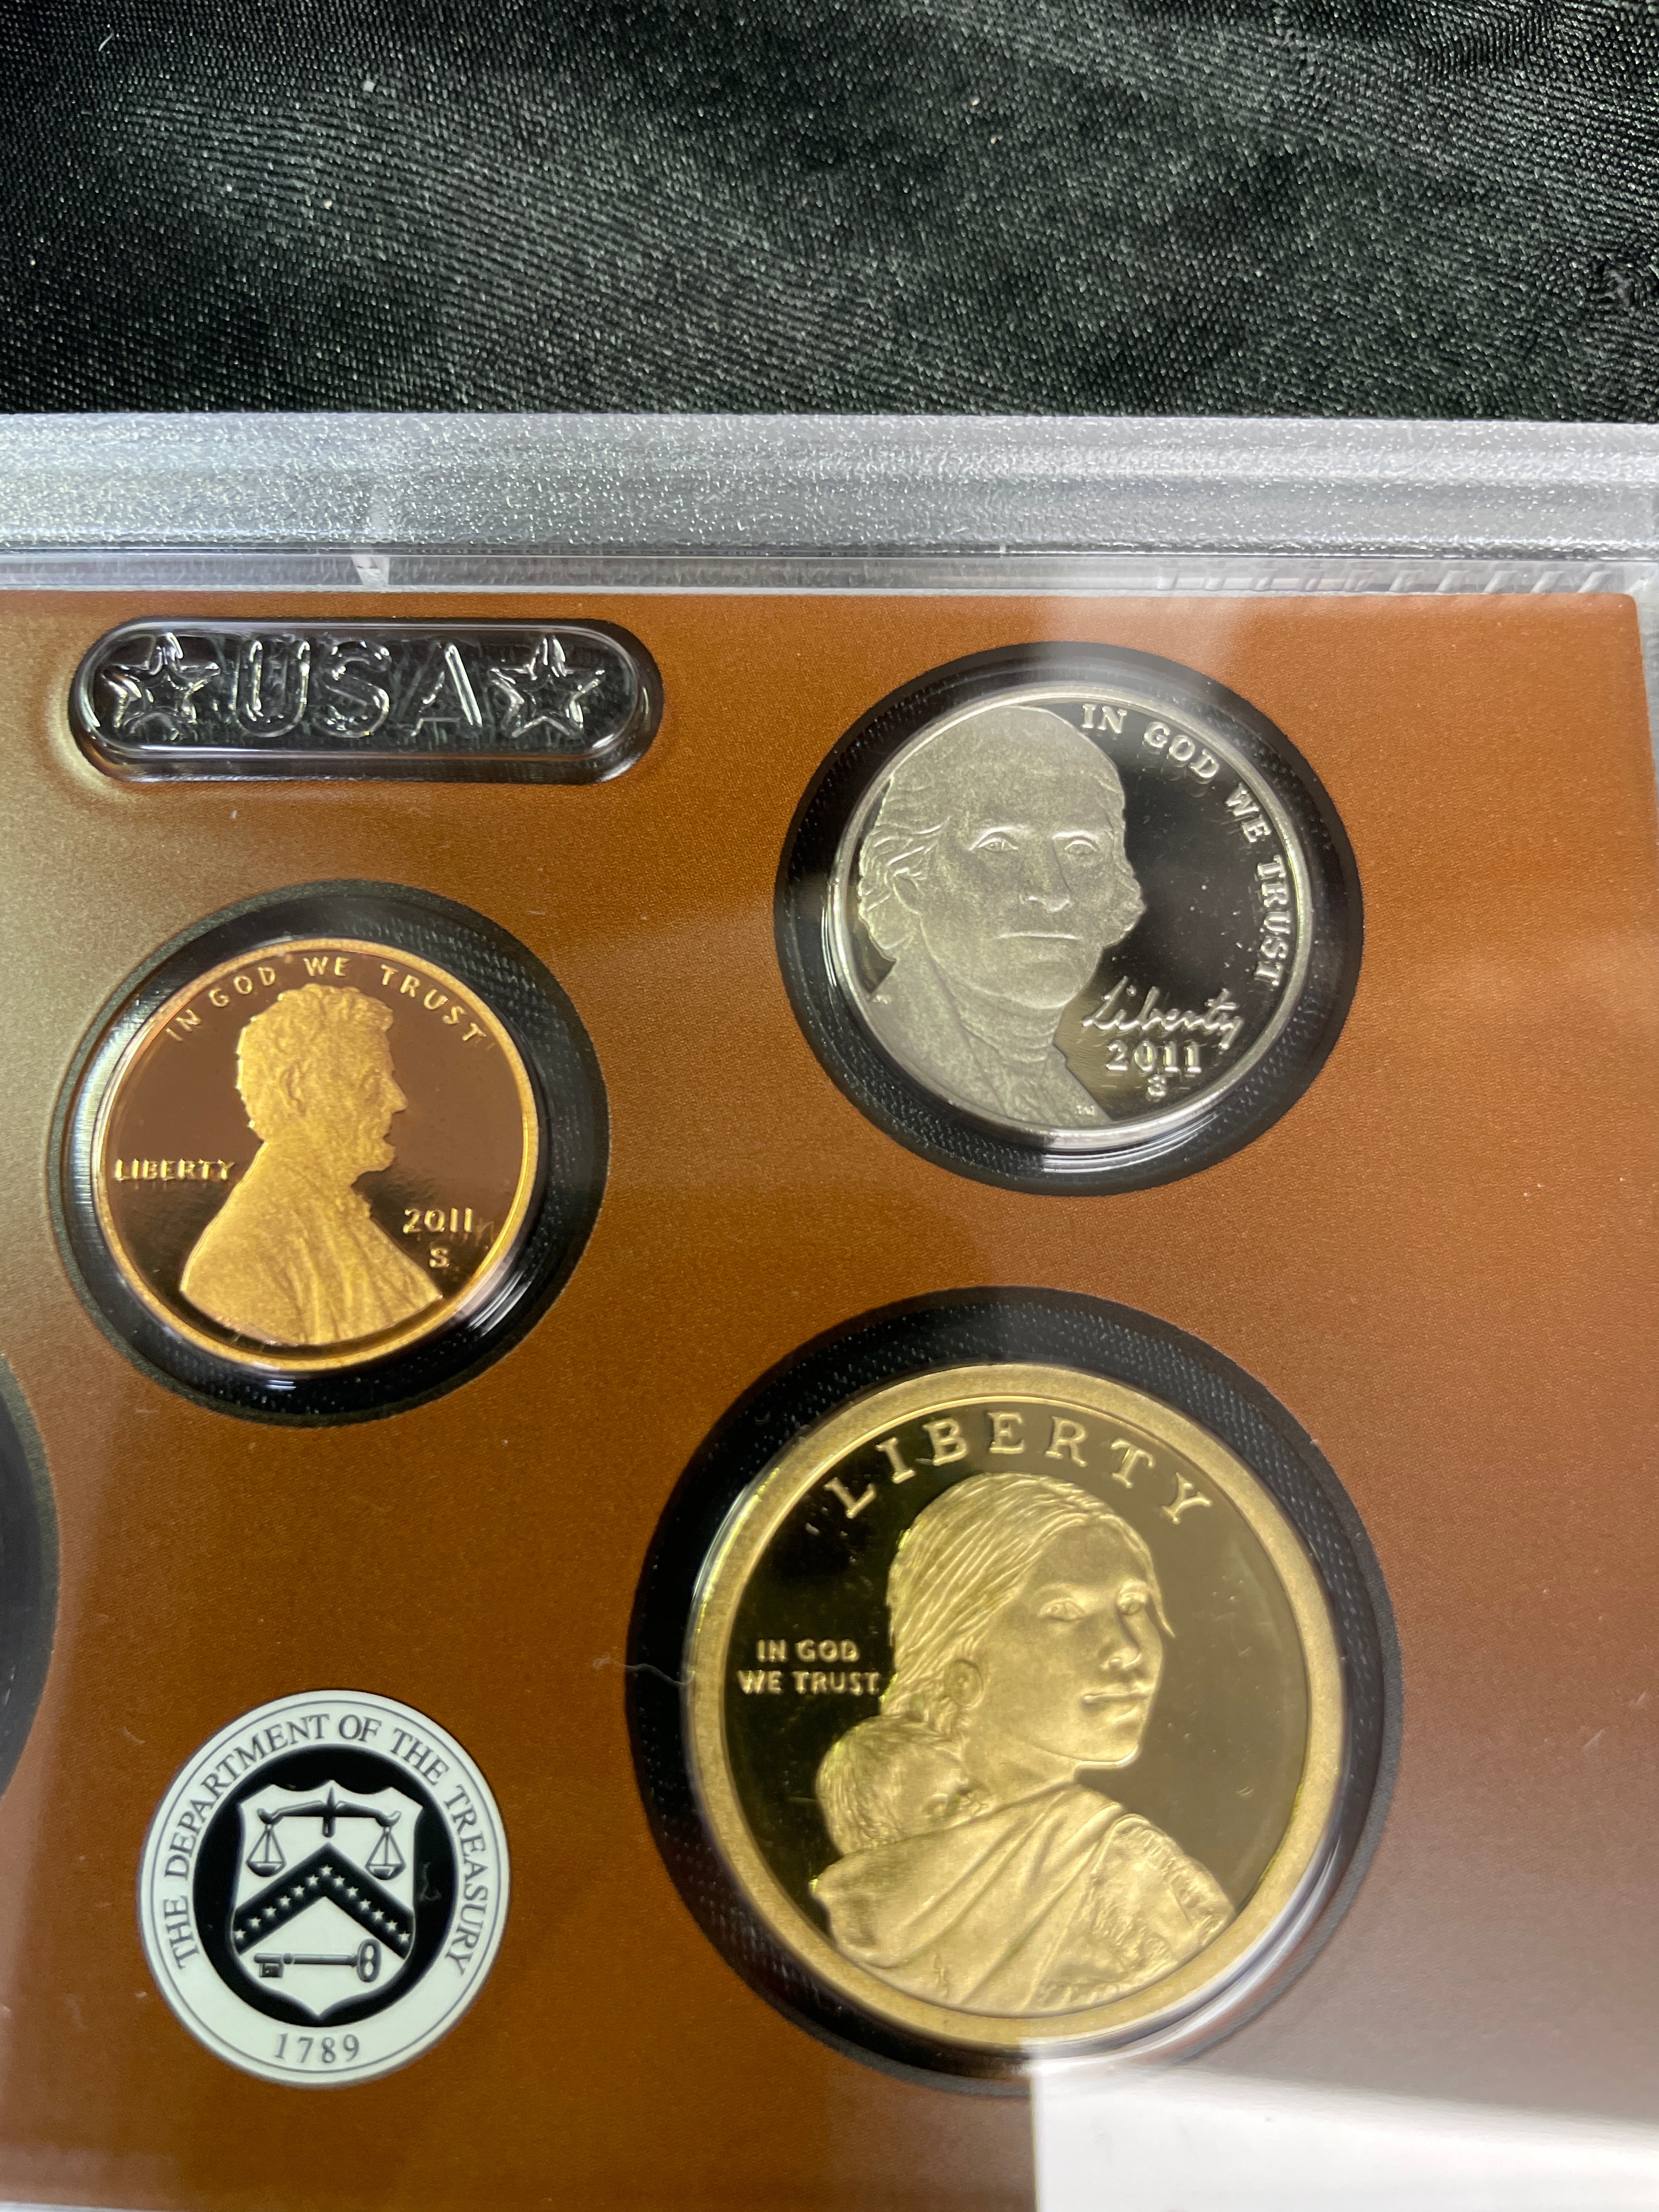 ★USA★
IN GOD WE TRUST
Liberty
2011
S
IN GOD WE TRUST
LIBERTY
2011
S
LIBERTY
IN GOD
WE TRUST
THE DEPARTMENT OF THE TREASURY
1789